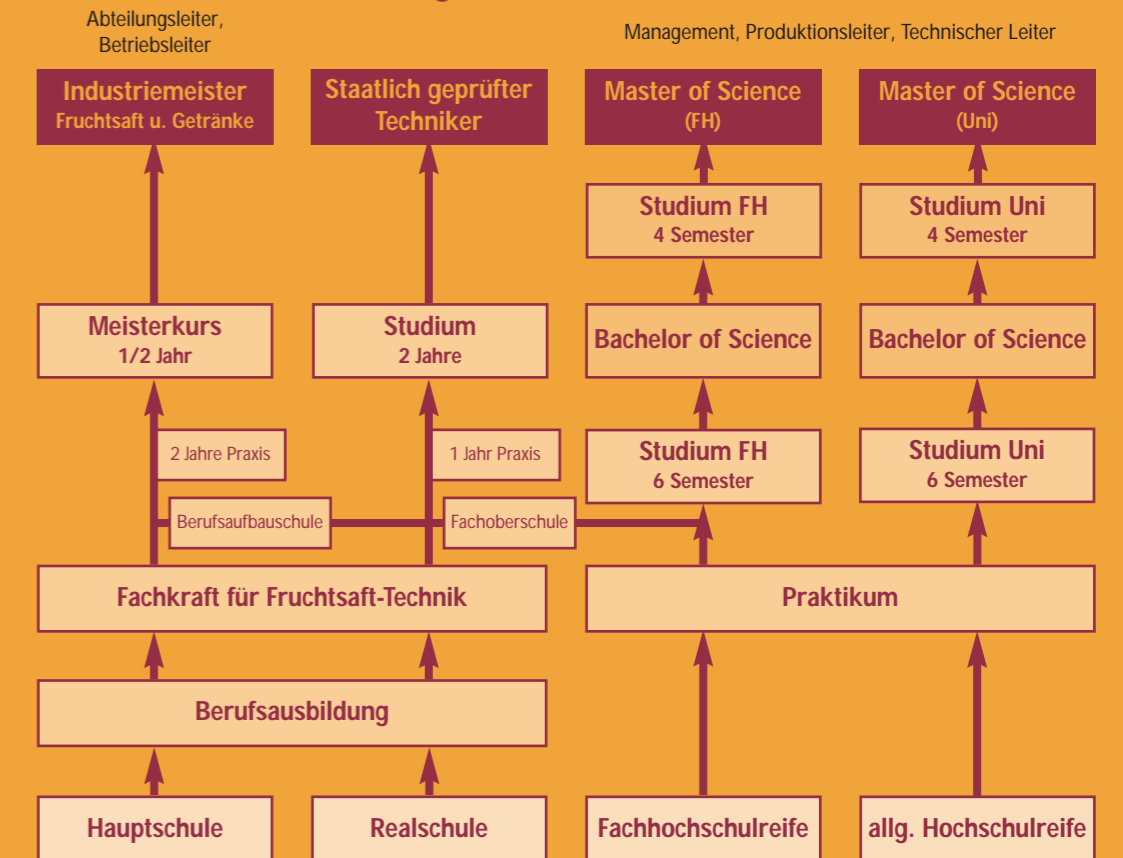 Abteilungsleiter,
Betriebsleiter
Management, Produktionsleiter, Technischer Leiter
Industriemeister
Fruchtsaft u. Getränke
Staatlich geprüfter
Techniker
Master of Science
(FH)
Master of Science
(Uni)
Studium FH
4 Semester
Studium Uni
4 Semester
Meisterkurs
1/2 Jahr
Studium
2 Jahre
Bachelor of Science
Bachelor of Science
2 Jahre Praxis
1 Jahr Praxis
Studium FH
6 Semester
Studium Uni
6 Semester
Berufsaufbauschule
Fachoberschule
Fachkraft für Fruchtsaft-Technik
Praktikum
Berufsausbildung
Hauptschule
Realschule
Fachhochschulreife
allg. Hochschulreife